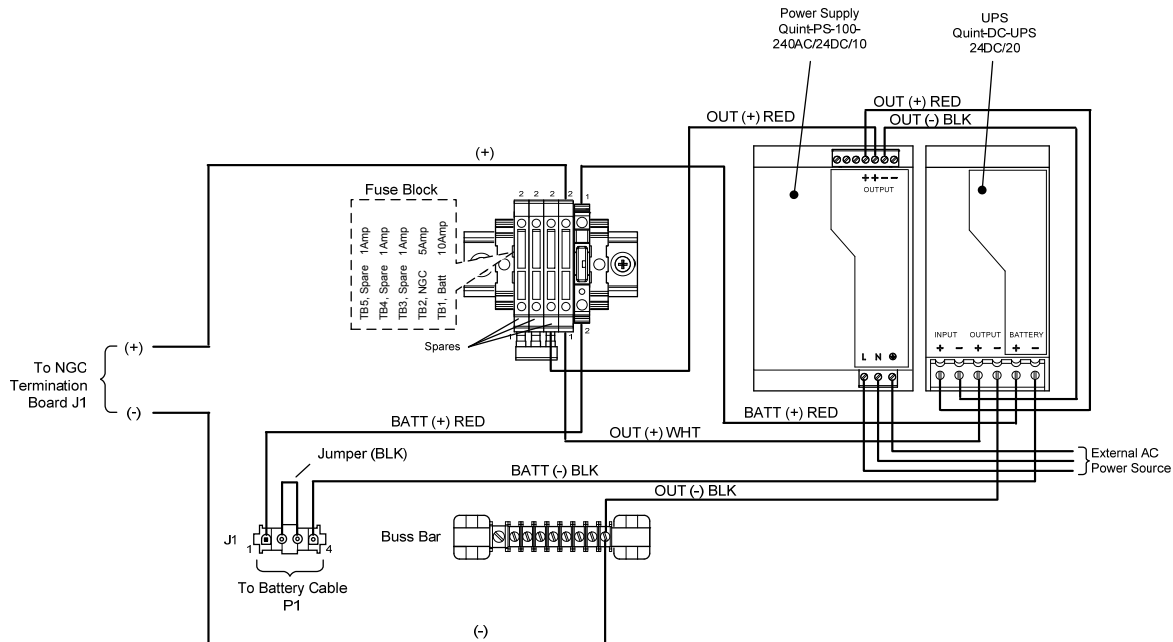 Power Supply
Quint-PS-100-
240AC/24DC/10
UPS
Quint-DC-UPS
24DC/20
OUT (+) RED
OUT (-) BLK
OUT (+) RED
(+)
Fuse Block
TB5, Spare 1Amp
TB4, Spare 1Amp
TB3, Spare 1Amp
TB2, NGC 5Amp
TB1, Batt 10Amp
2 2 2 2 1
++--
OUTPUT
Spares
1 2
INPUT OUTPUT BATTERY
+ - + - + -
L N
To NGC
Termination
Board J1
(+)
(-)
BATT (+) RED
BATT (+) RED
OUT (+) WHT
Jumper (BLK)
BATT (-) BLK
External AC
Power Source
OUT (-) BLK
J1
1 4
Buss Bar
To Battery Cable
P1
(-)